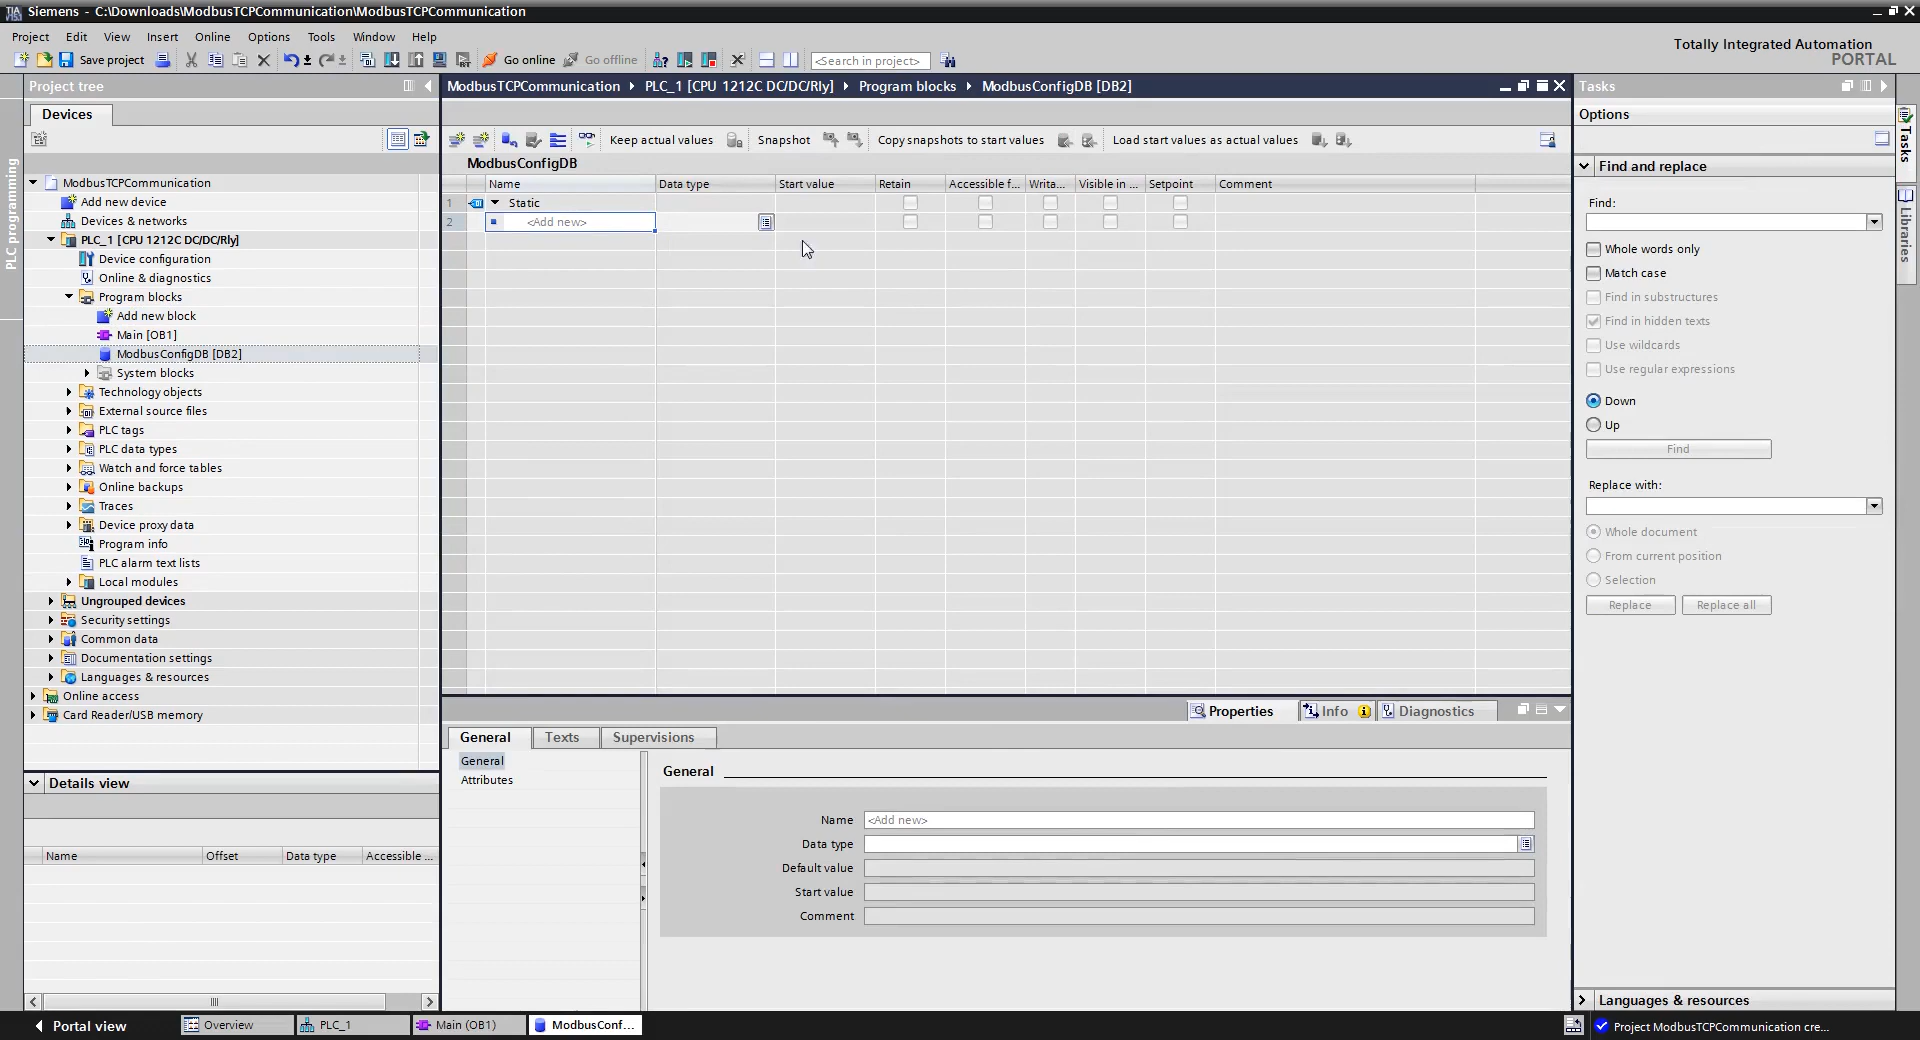 Siemens - C:\Downloads\ModbusTCPCommunication\ModbusTCPCommunication
Project Edit View Insert Online Options Tools Window Help
Totally Integrated Automation
PORTAL
Save project
Go online
Go offline
<Search in project>
Project tree
ModbusTCPCommunication
PLC_1 [CPU 1212C DC/DC/Rly]
Program blocks
ModbusConfigDB [DB2]
Tasks
Devices
Options
Keep actual values
Snapshot
Copy snapshots to start values
Load start values as actual values
ModbusConfigDB
Find and replace
Name Data type Start value Retain Accessible f... Writa... Visible in ... Setpoint Comment
1 Static
2 <Add new>
PLC programming
ModbusTCPCommunication
Add new device
Devices & networks
PLC_1 [CPU 1212C DC/DC/Rly]
Device configuration
Online & diagnostics
Program blocks
Add new block
Main [OB1]
ModbusConfigDB [DB2]
System blocks
Technology objects
External source files
PLC tags
PLC data types
Watch and force tables
Online backups
Traces
Device proxy data
Program info
PLC alarm text lists
Local modules
Ungrouped devices
Security settings
Common data
Documentation settings
Languages & resources
Online access
Card Reader/USB memory
Find:
Whole words only
Match case
Find in substructures
Find in hidden texts
Use wildcards
Use regular expressions
Down
Up
Find
Replace with:
Whole document
From current position
Selection
Replace
Replace all
Languages & resources
Tasks
Libraries
Properties
Info
Diagnostics
General
Texts
Supervisions
General
Attributes
General
Name <Add new>
Data type
Default value
Start value
Comment
Details view
Name Offset Data type Accessible ...
Portal view
Overview
PLC_1
Main (OB1)
ModbusConf...
Project ModbusTCPCommunication cre...